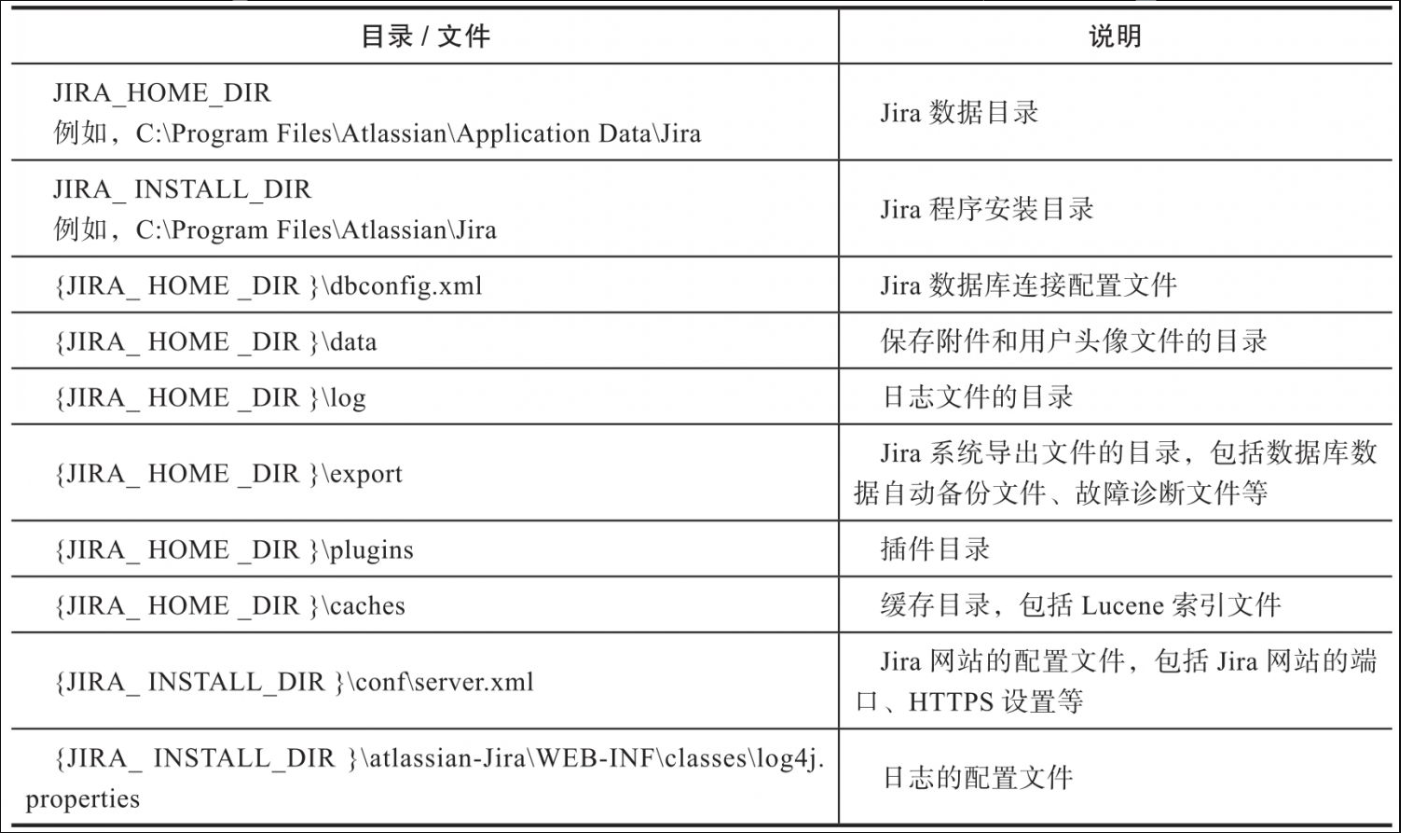 目录 / 文件
说明
JIRA_HOME_DIR
例如，C:\Program Files\Atlassian\Application Data\Jira
Jira 数据目录
JIRA_ INSTALL_DIR
例如，C:\Program Files\Atlassian\Jira
Jira 程序安装目录
{JIRA_ HOME _DIR }\dbconfig.xml
Jira 数据库连接配置文件
{JIRA_ HOME _DIR }\data
保存附件和用户头像文件的目录
{JIRA_ HOME _DIR }\log
日志文件的目录
{JIRA_ HOME _DIR }\export
Jira 系统导出文件的目录，包括数据库数
据自动备份文件、故障诊断文件等
{JIRA_ HOME _DIR }\plugins
插件目录
{JIRA_ HOME _DIR }\caches
缓存目录，包括 Lucene 索引文件
{JIRA_ INSTALL_DIR }\conf\server.xml
Jira 网站的配置文件，包括 Jira 网站的端
口、HTTPS 设置等
{JIRA_ INSTALL_DIR }\atlassian-Jira\WEB-INF\classes\log4j.
properties
日志的配置文件